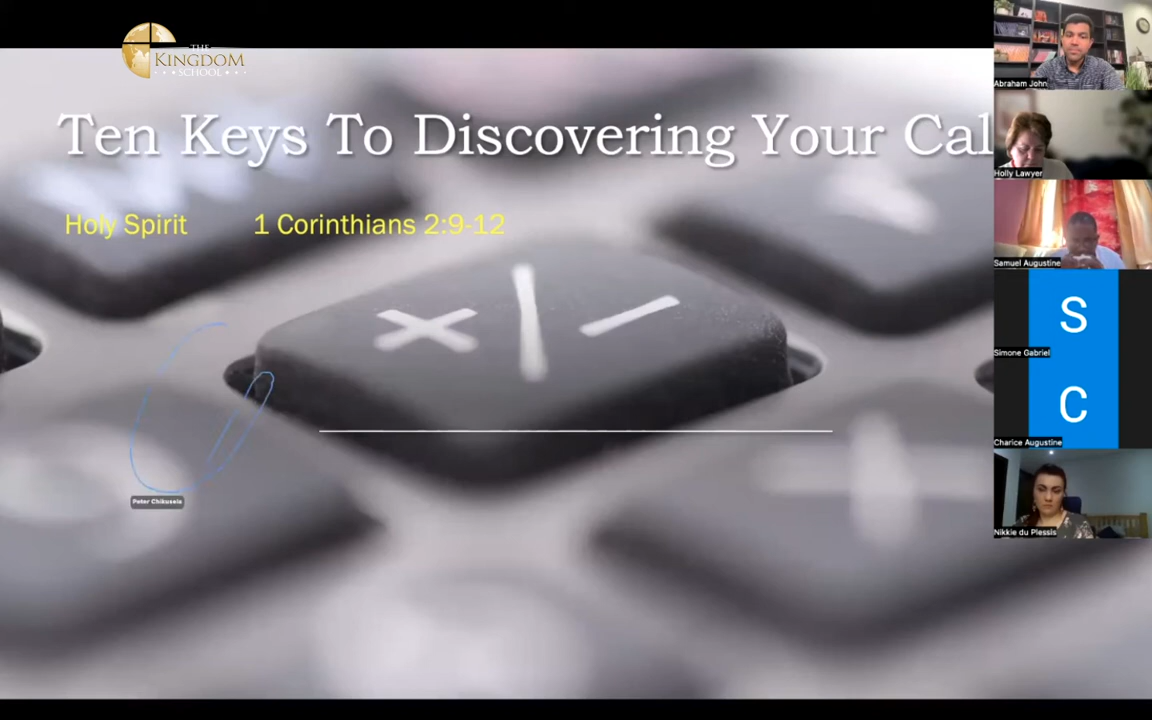 THE
KINGDOM
SCHOOL
Ten Keys To Discovering Your Cal
Holy Spirit 1 Corinthians 2:9-12
Peter Chikuseis
Abraham John
Holly Lawyer
Samuel Augustine
S
Simone Gabriel
C
Charice Augustine
Nikkie du Plessis